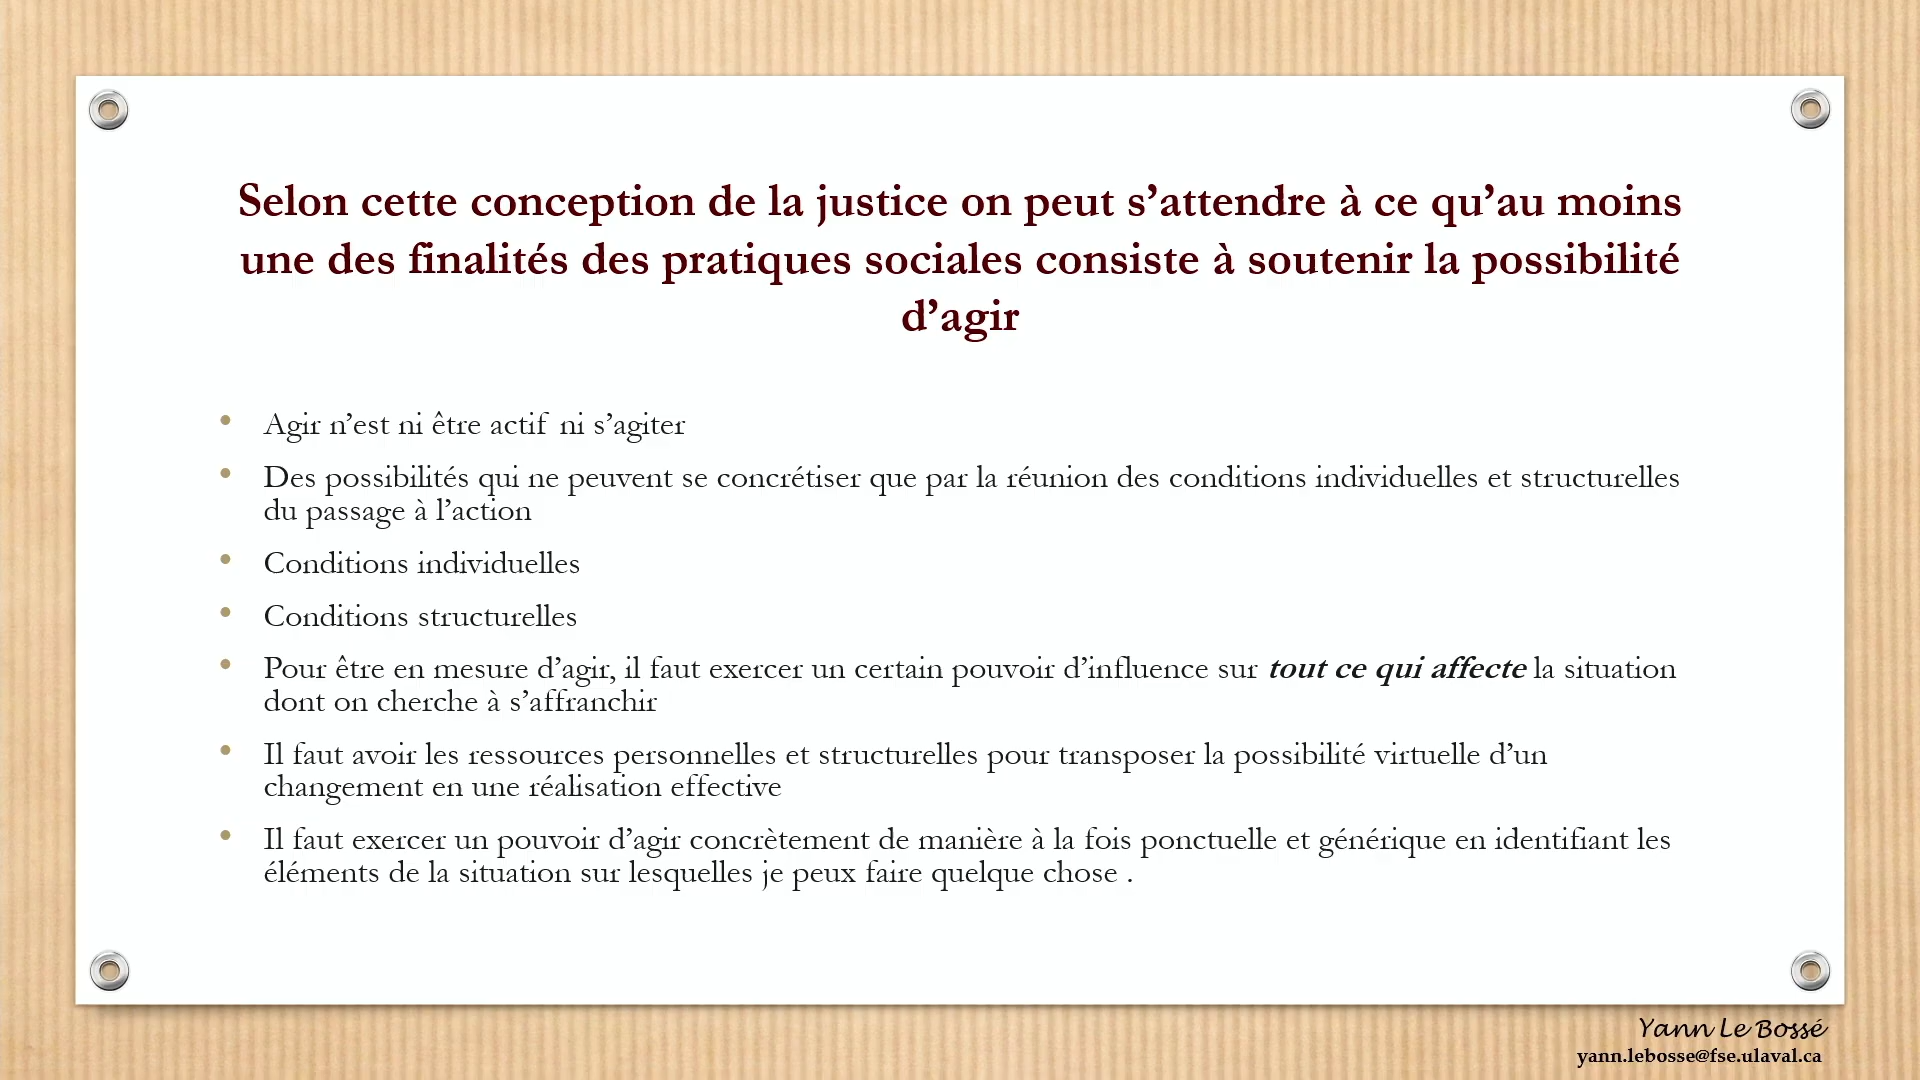 Selon cette conception de la justice on peut s’attendre à ce qu’au moins
une des finalités des pratiques sociales consiste à soutenir la possibilité
d’agir
• Agir n’est ni être actif ni s’agiter
• Des possibilités qui ne peuvent se concrétiser que par la réunion des conditions individuelles et structurelles
du passage à l’action
• Conditions individuelles
• Conditions structurelles
• Pour être en mesure d’agir, il faut exercer un certain pouvoir d’influence sur tout ce qui affecte la situation
dont on cherche à s’affranchir
• Il faut avoir les ressources personnelles et structurelles pour transposer la possibilité virtuelle d’un
changement en une réalisation effective
• Il faut exercer un pouvoir d’agir concrètement de manière à la fois ponctuelle et générique en identifiant les
éléments de la situation sur lesquelles je peux faire quelque chose .
Yann Le Bossé
yann.lebosse@fse.ulaval.ca